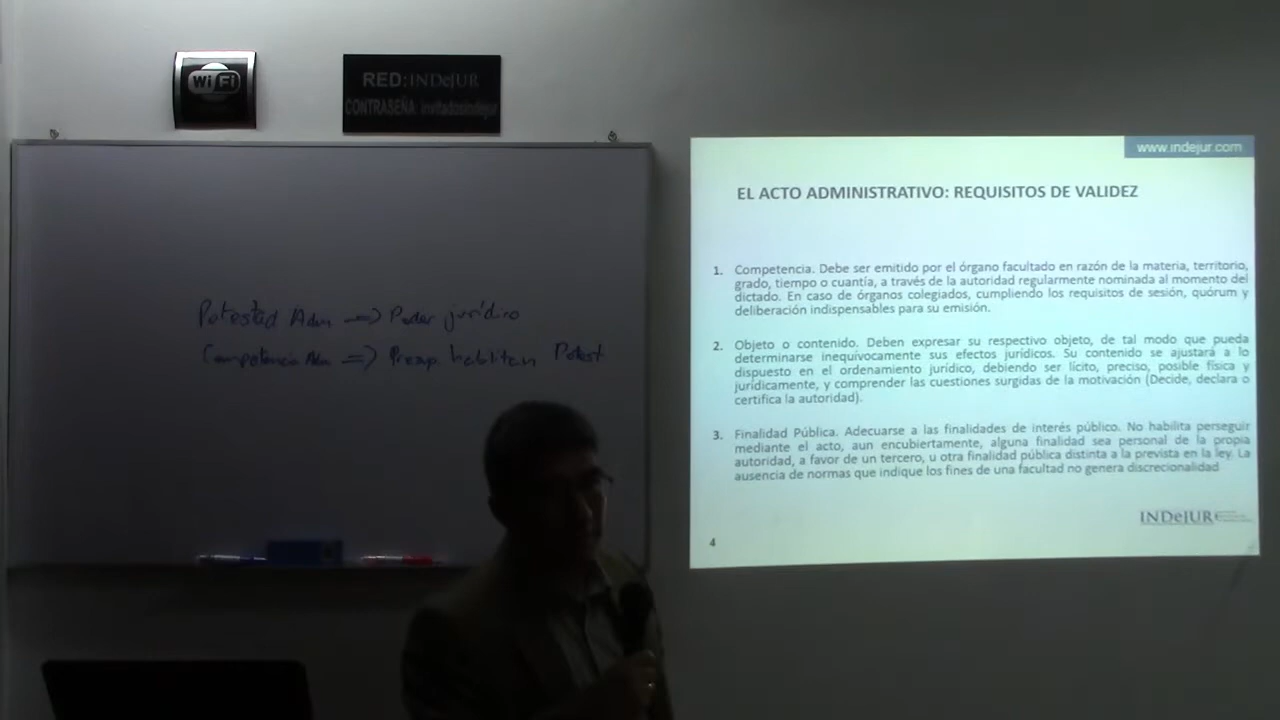 WiFi
RED: INDeJUR
CONTRASEÑA: invitadosindejur
Potestad Adm => Poder jurídico
Competencia Adm => Presup. habilitan Potest
www.indejur.com
EL ACTO ADMINISTRATIVO: REQUISITOS DE VALIDEZ
1. Competencia. Debe ser emitido por el órgano facultado en razón de la materia, territorio,
grado, tiempo o cuantía, a través de la autoridad regularmente nominada al momento del
dictado. En caso de órganos colegiados, cumpliendo los requisitos de sesión, quórum y
deliberación indispensables para su emisión.
2. Objeto o contenido. Deben expresar su respectivo objeto, de tal modo que pueda
determinarse inequívocamente sus efectos jurídicos. Su contenido se ajustará a lo
dispuesto en el ordenamiento jurídico, debiendo ser lícito, preciso, posible física y
jurídicamente, y comprender las cuestiones surgidas de la motivación (Decide, declara o
certifica la autoridad).
3. Finalidad Pública. Adecuarse a las finalidades de interés público. No habilita perseguir
mediante el acto, aun encubiertamente, alguna finalidad sea personal de la propia
autoridad, a favor de un tercero, u otra finalidad pública distinta a la prevista en la ley. La
ausencia de normas que indique los fines de una facultad no genera discrecionalidad
INDeJUR
4